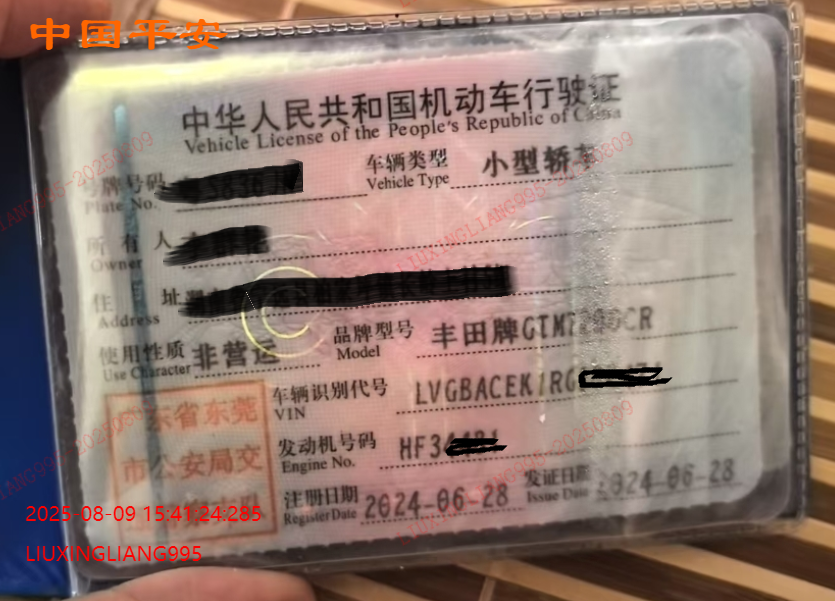 中国平安
中华人民共和国机动车行驶证
Vehicle License of the People's Republic of China
号牌号码 车辆类型 小型轿车
Plate No. Vehicle Type
所有人
Owner
住址
Address
品牌型号 丰田牌
Model
使用性质 非营运
Use Character
车辆识别代号 LVGBACEK1RG
VIN
东省东莞
市公安局交
发动机号码 HF3
Engine No.
注册日期 2024-06-28 发证日期 2024-06-28
Register Date Issue Date
2025-08-09 15:41:24:285
LIUXINGLIANG995
LIUXINGLIANG995-20250809